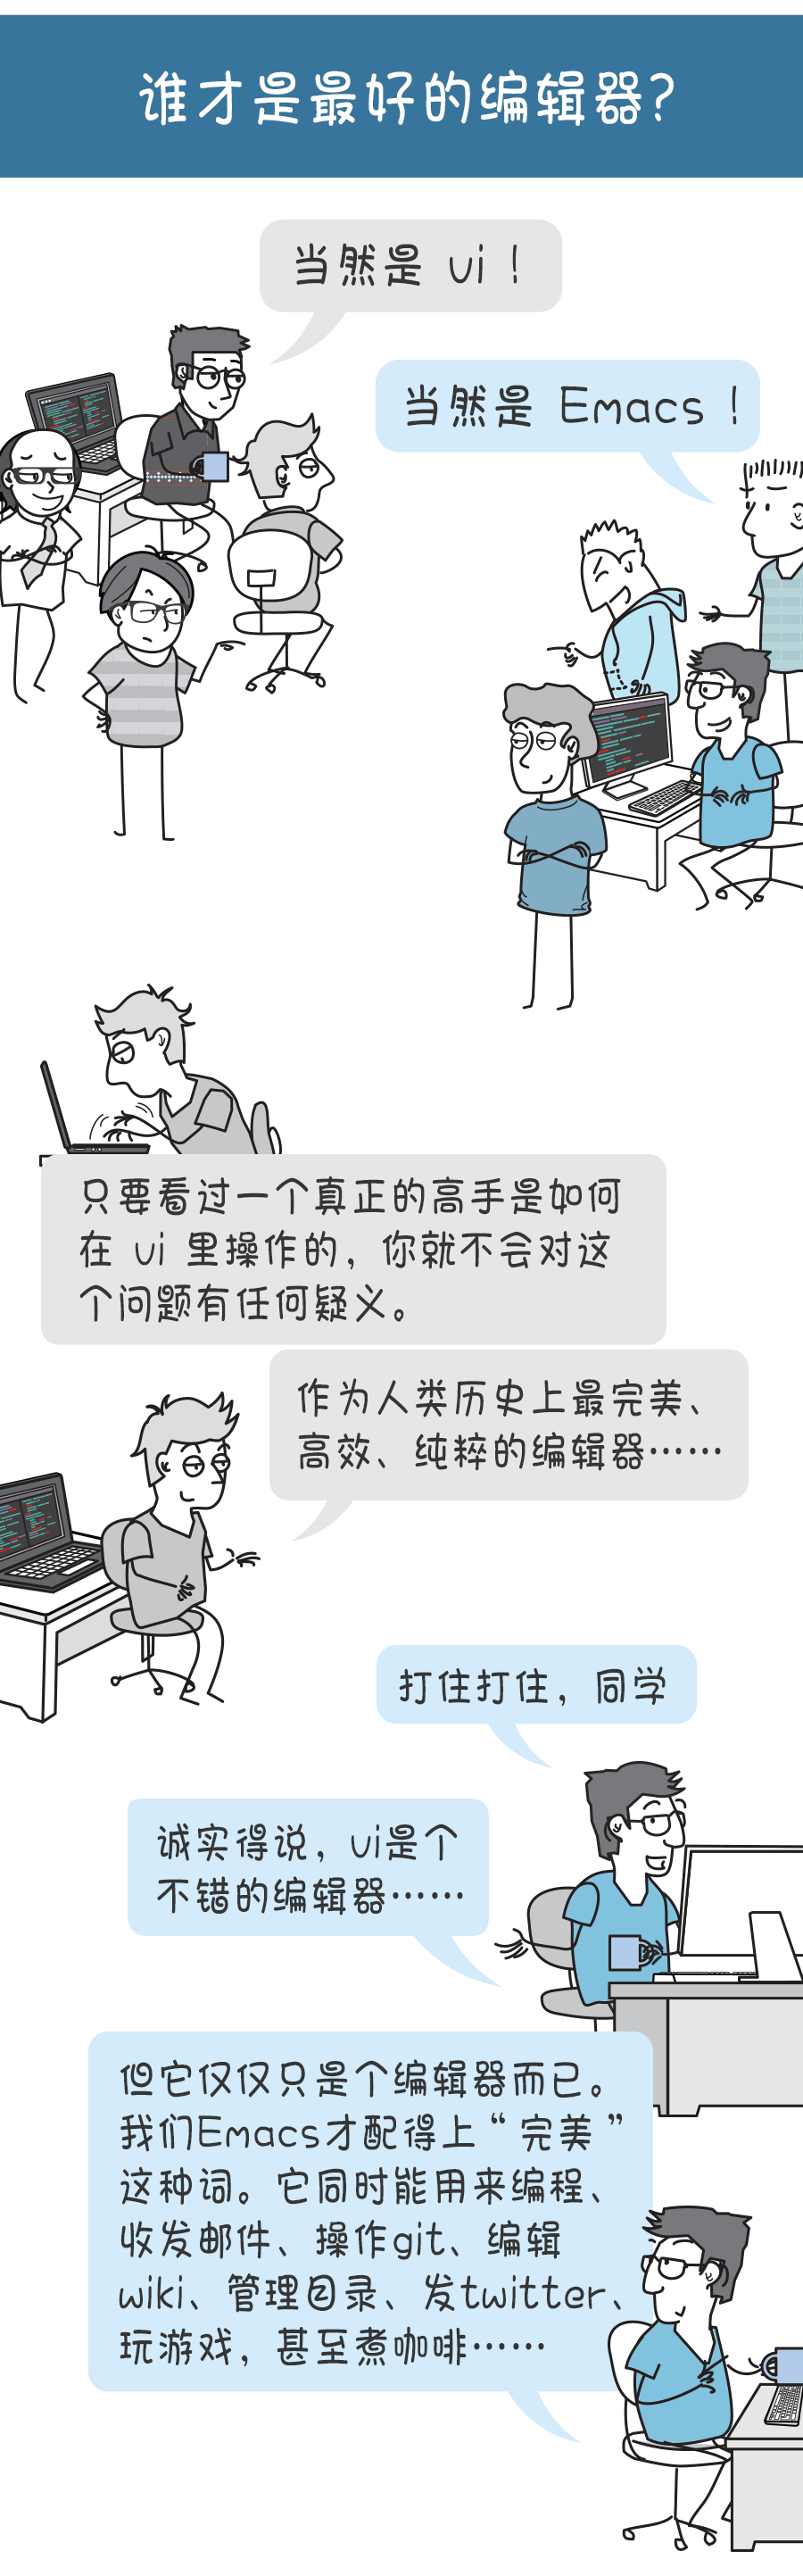 谁才是最好的编辑器?
当然是 vi !
当然是 Emacs !
只要看过一个真正的高手是如何
在 vi 里操作的, 你就不会对这
个问题有任何疑义。
作为人类历史上最完美、
高效、纯粹的编辑器……
打住打住, 同学
诚实得说, vi是个
不错的编辑器……
但它仅仅只是个编辑器而已。
我们Emacs才配得上“完美”
这种词。它同时能用来编程、
收发邮件、操作git、编辑
wiki、管理目录、发twitter、
玩游戏, 甚至煮咖啡……